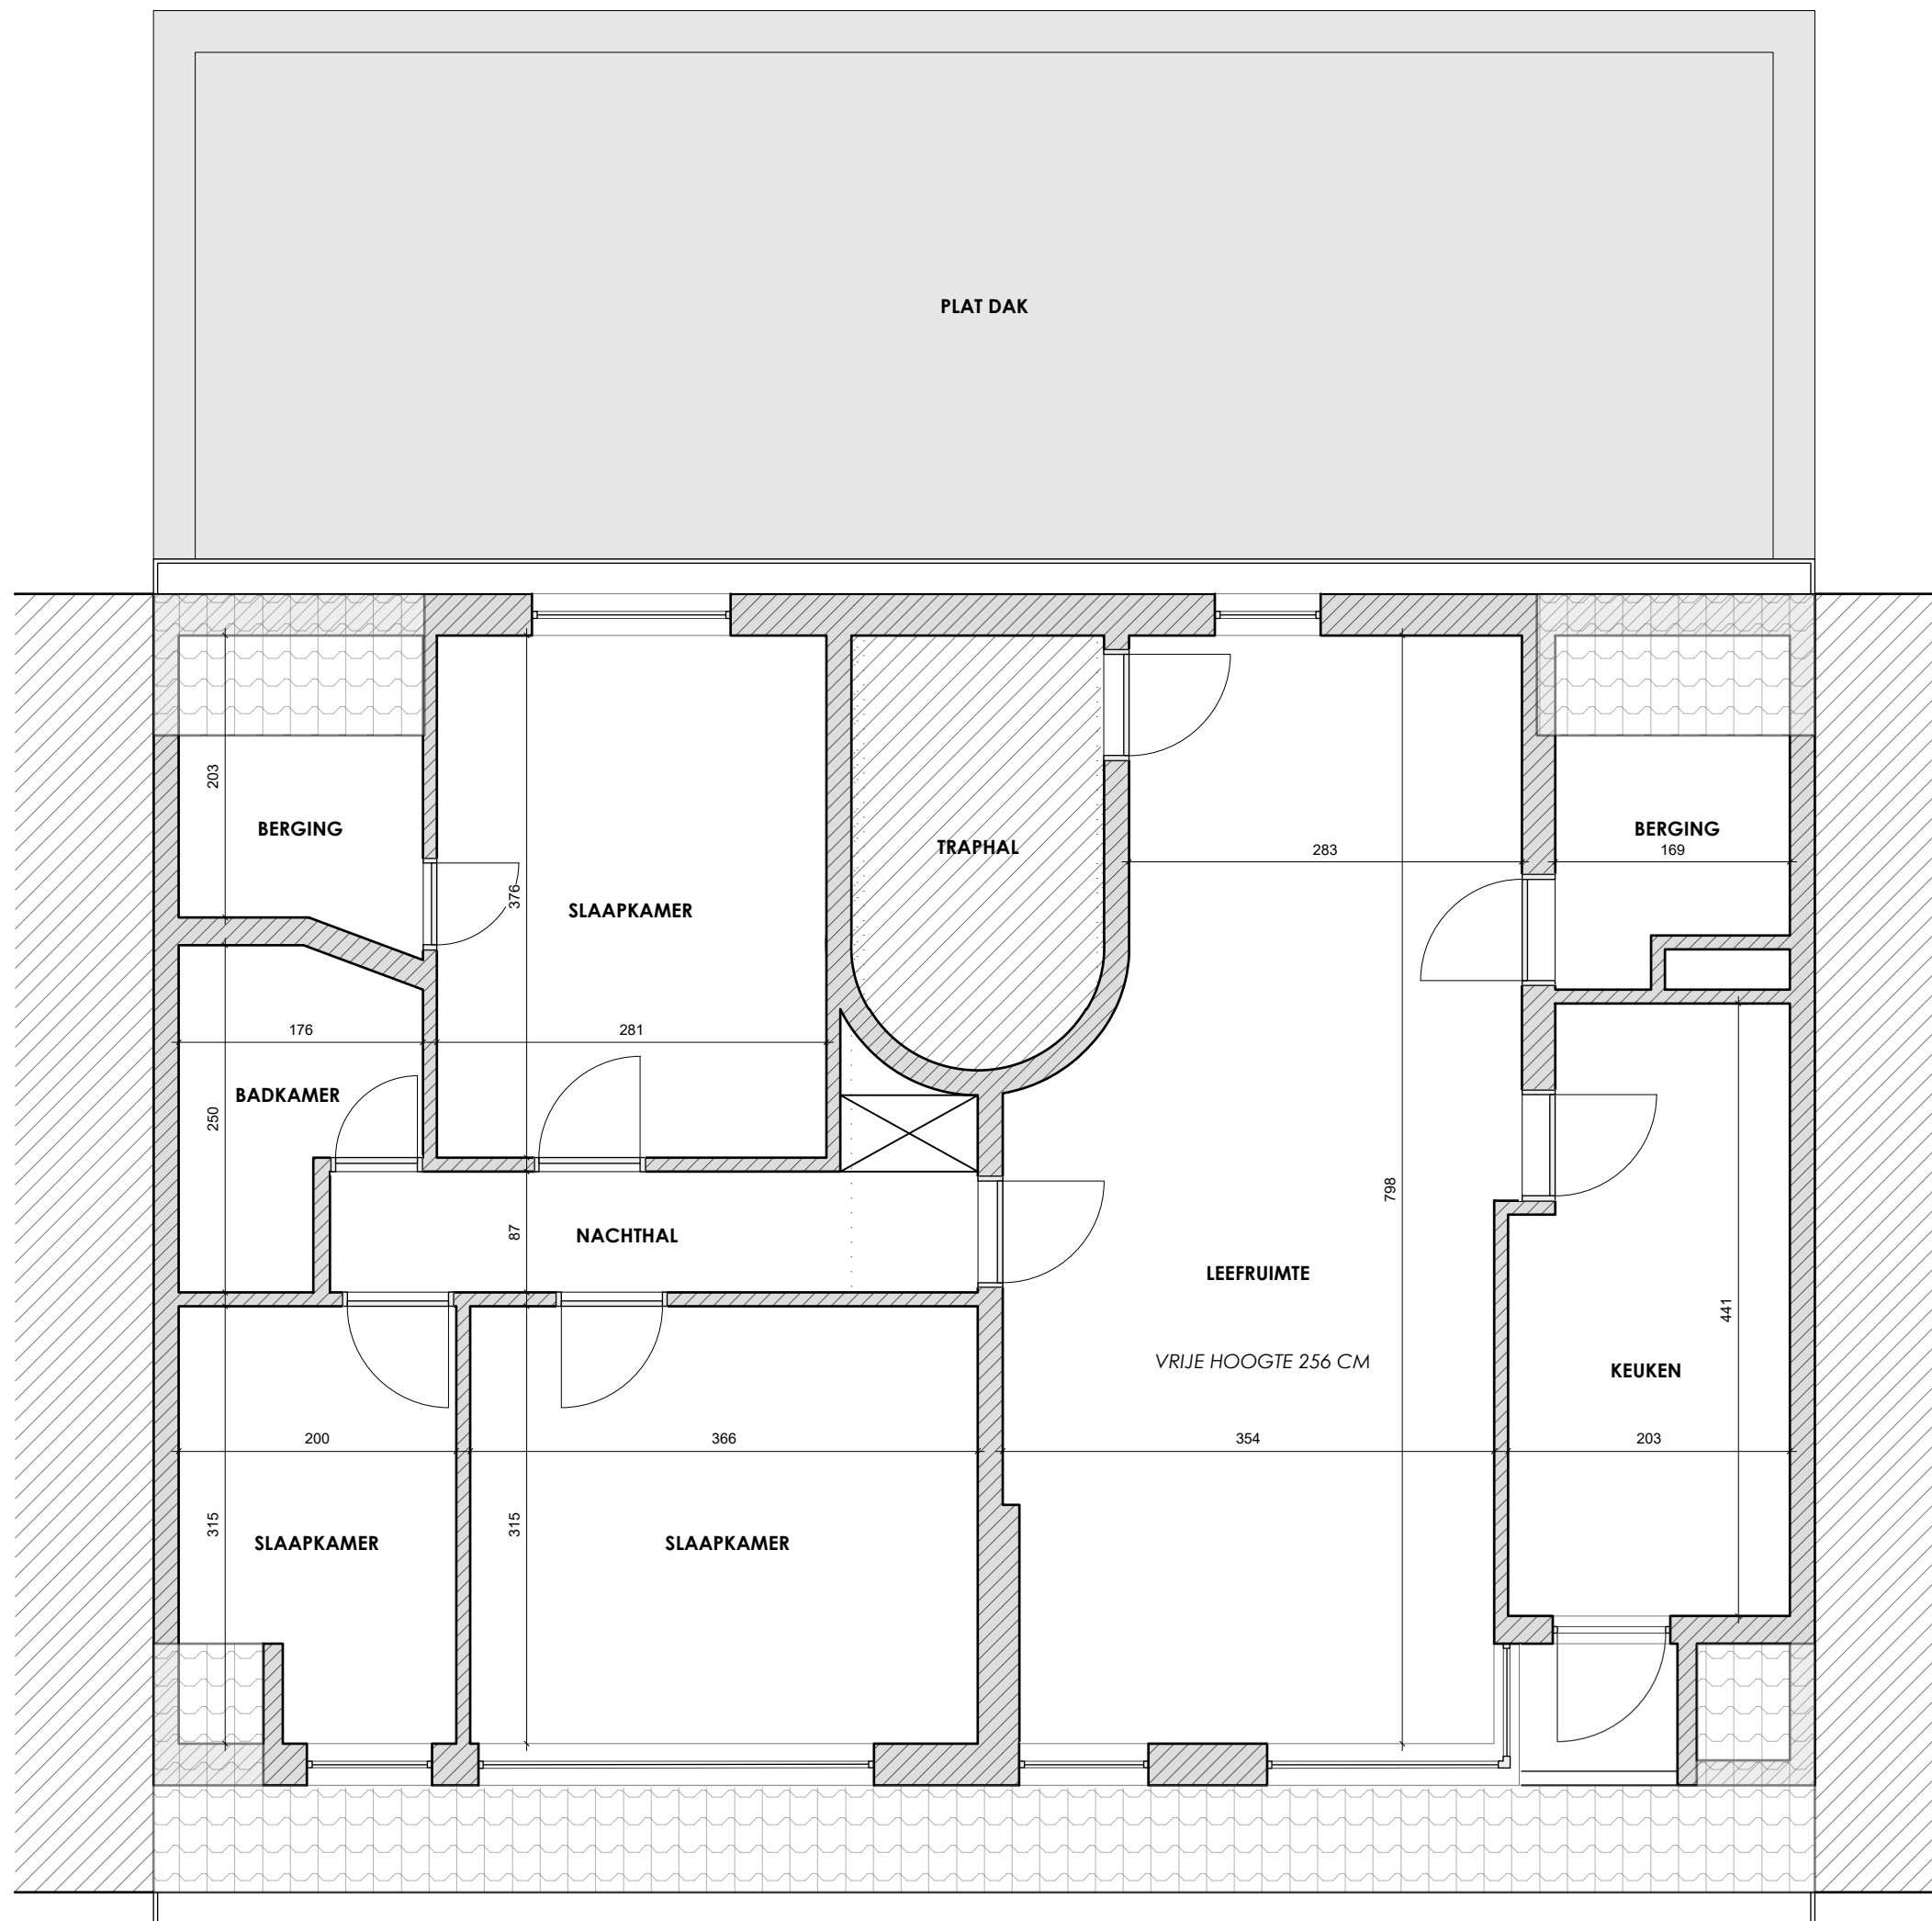 PLAT DAK
203
BERGING
376
SLAAPKAMER
TRAPHAL
283
BERGING
169
176
281
BADKAMER
250
87
NACHTHAL
798
LEEFRUIMTE
VRIJE HOOGTE 256 CM
441
KEUKEN
200
366
354
203
315
SLAAPKAMER
315
SLAAPKAMER